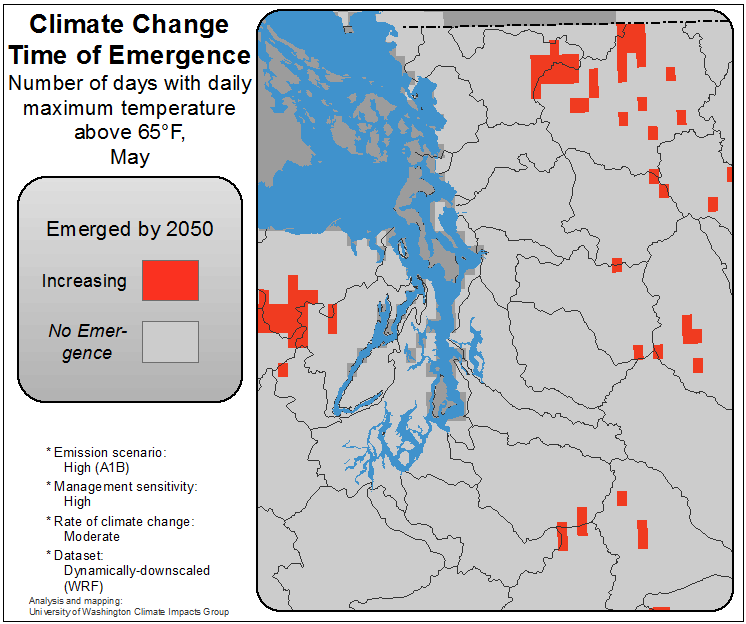 Climate Change
Time of Emergence
Number of days with daily
maximum temperature
above 65°F,
May
Emerged by 2050
Increasing
No Emer-
gence
* Emission scenario:
High (A1B)
* Management sensitivity:
High
* Rate of climate change:
Moderate
* Dataset:
Dynamically-downscaled
(WRF)
Analysis and mapping:
University of Washington Climate Impacts Group